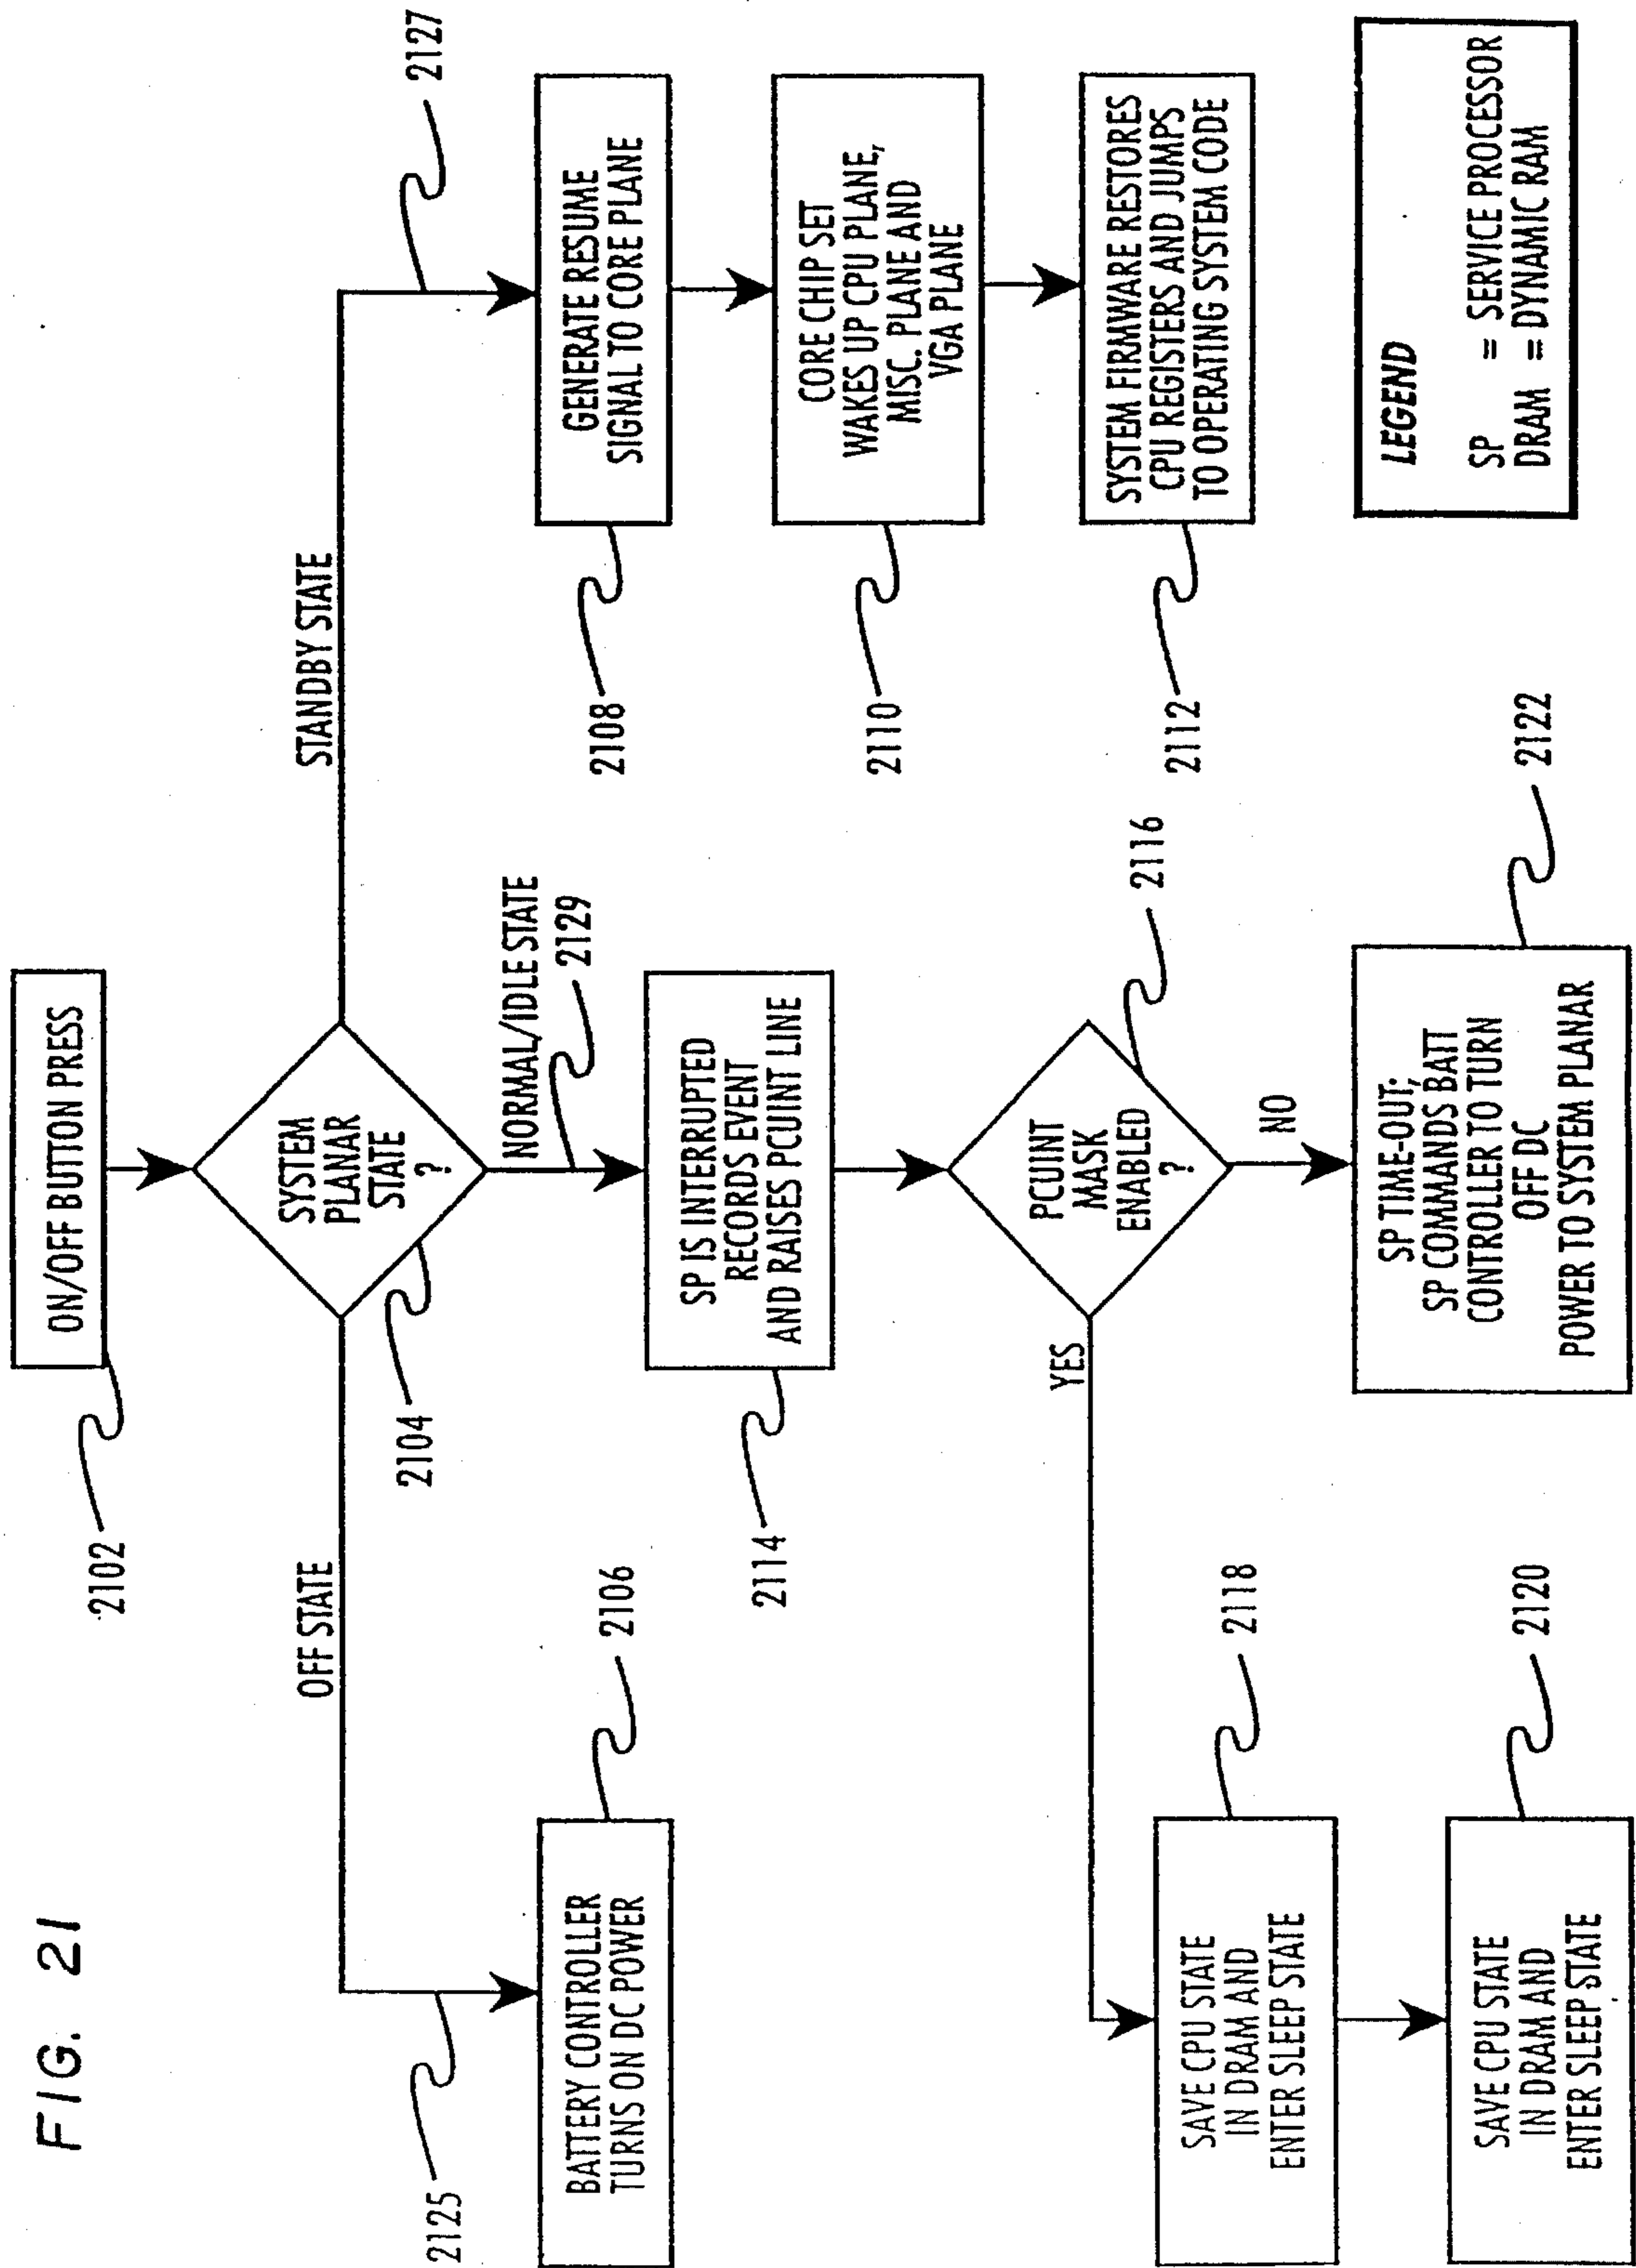 FIG. 21
ON/OFF BUTTON PRESS
2102
SYSTEM
PLANAR
STATE
?
2104
OFF STATE
STANDBY STATE
NORMAL/IDLE STATE
2129
2125
2127
BATTERY CONTROLLER
TURNS ON DC POWER
2106
SP IS INTERRUPTED
RECORDS EVENT
AND RAISES PCUINT LINE
2114
GENERATE RESUME
SIGNAL TO CORE PLANE
2108
CORE CHIP SET
WAKES UP CPU PLANE,
MISC. PLANE AND
VGA PLANE
2110
SYSTEM FIRMWARE RESTORES
CPU REGISTERS AND JUMPS
TO OPERATING SYSTEM CODE
2112
PCUINT
MASK
ENABLED
?
2116
YES
NO
SAVE CPU STATE
IN DRAM AND
ENTER SLEEP STATE
2118
SAVE CPU STATE
IN DRAM AND
ENTER SLEEP STATE
2120
SP TIME-OUT;
SP COMMANDS BATT
CONTROLLER TO TURN
OFF DC
POWER TO SYSTEM PLANAR
2122
LEGEND
SP = SERVICE PROCESSOR
DRAM = DYNAMIC RAM